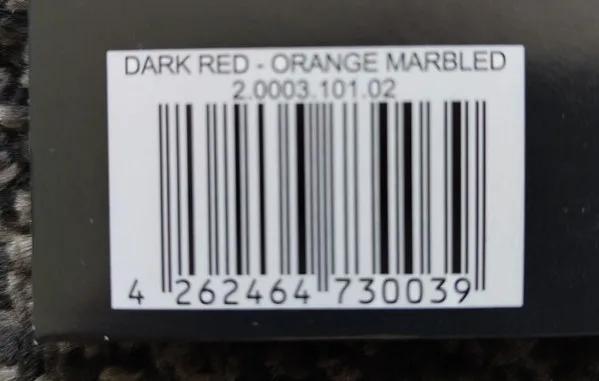 DARK RED - ORANGE MARBLED
2.0003.101.02
4 262464 730039